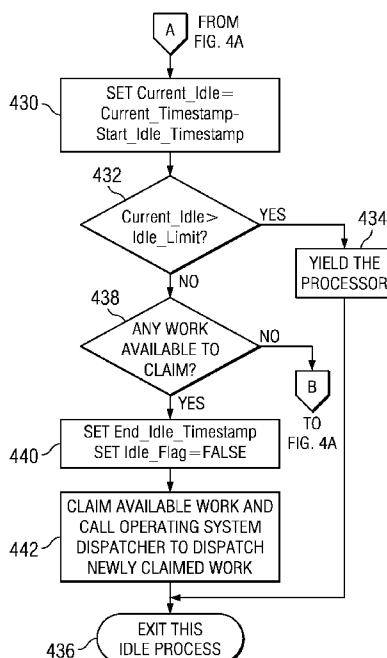 A
FROM
FIG. 4A
430
SET Current_Idle=
Current_Timestamp-
Start_Idle_Timestamp
432
Current_Idle>
Idle_Limit?
YES
434
YIELD THE
PROCESSOR
NO
438
ANY WORK
AVAILABLE TO
CLAIM?
NO
B
TO
FIG. 4A
YES
440
SET End_Idle_Timestamp
SET Idle_Flag=FALSE
442
CLAIM AVAILABLE WORK AND
CALL OPERATING SYSTEM
DISPATCHER TO DISPATCH
NEWLY CLAIMED WORK
436
EXIT THIS
IDLE PROCESS